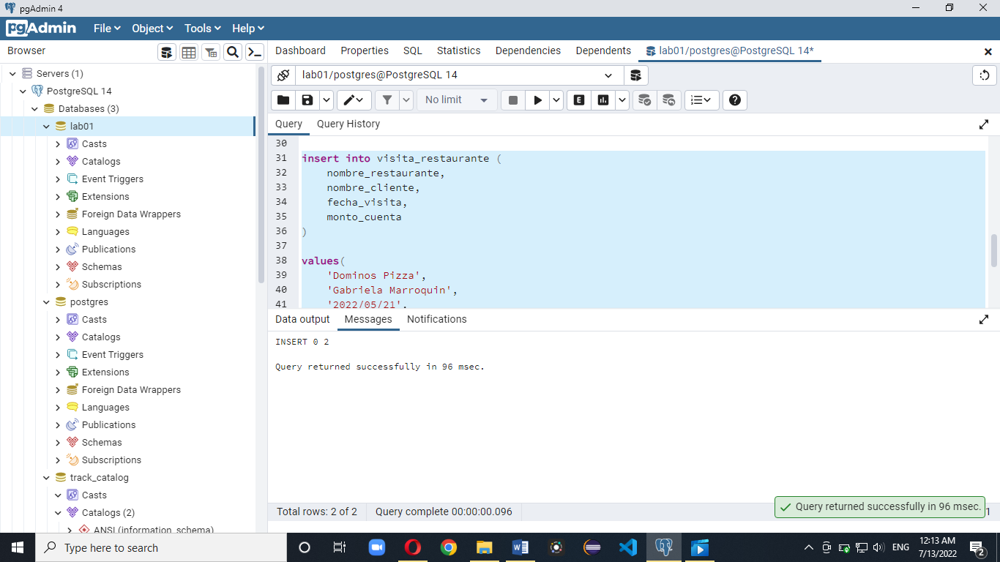 pgAdmin 4
pgAdmin
File Object Tools Help
Browser
Dashboard Properties SQL Statistics Dependencies Dependents lab01/postgres@PostgreSQL 14*
Servers (1)
PostgreSQL 14
Databases (3)
lab01
Casts
Catalogs
Event Triggers
Extensions
Foreign Data Wrappers
Languages
Publications
Schemas
Subscriptions
postgres
Casts
Catalogs
Event Triggers
Extensions
Foreign Data Wrappers
Languages
Publications
Schemas
Subscriptions
track_catalog
Casts
Catalogs (2)
ANSI (information_schema)
lab01/postgres@PostgreSQL 14
No limit
E
Query Query History
30
31 insert into visita_restaurante (
32 nombre_restaurante,
33 nombre_cliente,
34 fecha_visita,
35 monto_cuenta
36 )
37
38 values(
39 'Dominos Pizza',
40 'Gabriela Marroquin',
41 '2022/05/21',
Data output Messages Notifications
INSERT 0 2
Query returned successfully in 96 msec.
Total rows: 2 of 2 Query complete 00:00:00.096
Query returned successfully in 96 msec.
1
Type here to search
ENG
12:13 AM
7/13/2022
2